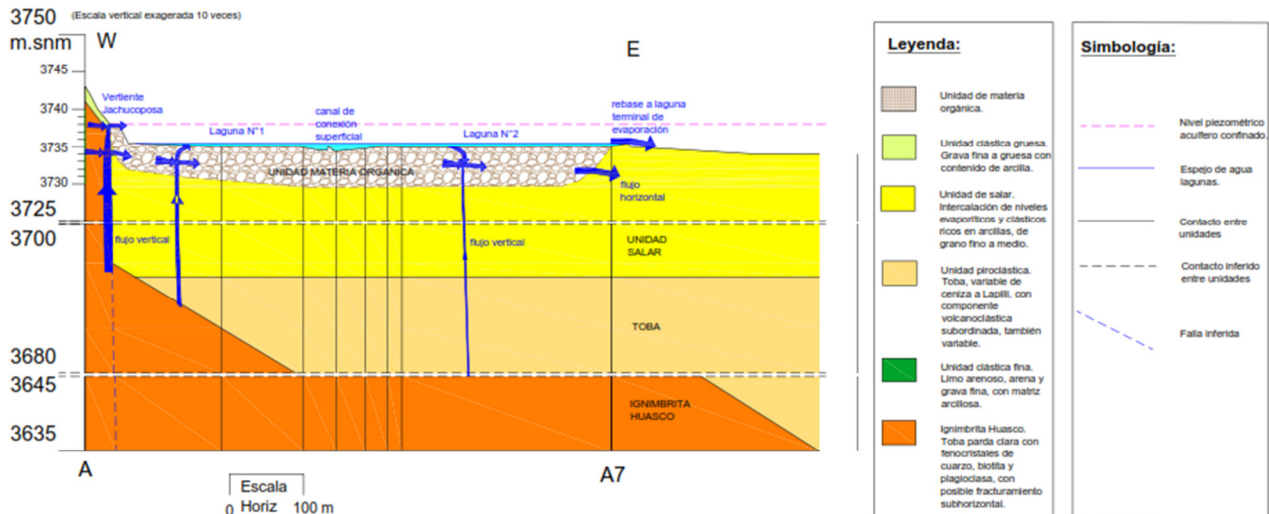 3750 (Escala vertical exagerada 10 veces)
m.snm
W
E
3745
3740
3735
3730
3725
3700
3680
3645
3635
Vertiente
Jachucoposa
Laguna N°1
canal de
conexión
superficial
Laguna N°2
rebase a laguna
terminal de
evaporación
UNIDAD MATERIA ORGANICA
flujo
horizontal
flujo vertical
flujo vertical
UNIDAD
SALAR
TOBA
IGNIMBRITA
HUASCO
A
A7
Escala
0 Horiz 100 m
Leyenda:
Unidad de materia
orgánica.
Unidad clástica gruesa.
Grava fina a gruesa con
contenido de arcilla.
Unidad de salar.
Intercalación de niveles
evaporíticos y clásticos
ricos en arcillas, de
grano fino a medio.
Unidad piroclástica.
Toba, variable de
ceniza a Lapilli, con
componente
volcanoclástica
subordinada, también
variable.
Unidad clástica fina.
Limo arenoso, arena y
grava fina, con matriz
arcillosa.
Ignimbrita Huasco.
Toba parda clara con
fenocristales de
cuarzo, biotita y
plagioclasa, con
posible fracturamiento
subhorizontal.
Simbología:
Nivel piezométrico
acuífero confinado.
Espejo de agua
lagunas.
Contacto entre
unidades
Contacto inferido
entre unidades
Falla inferida